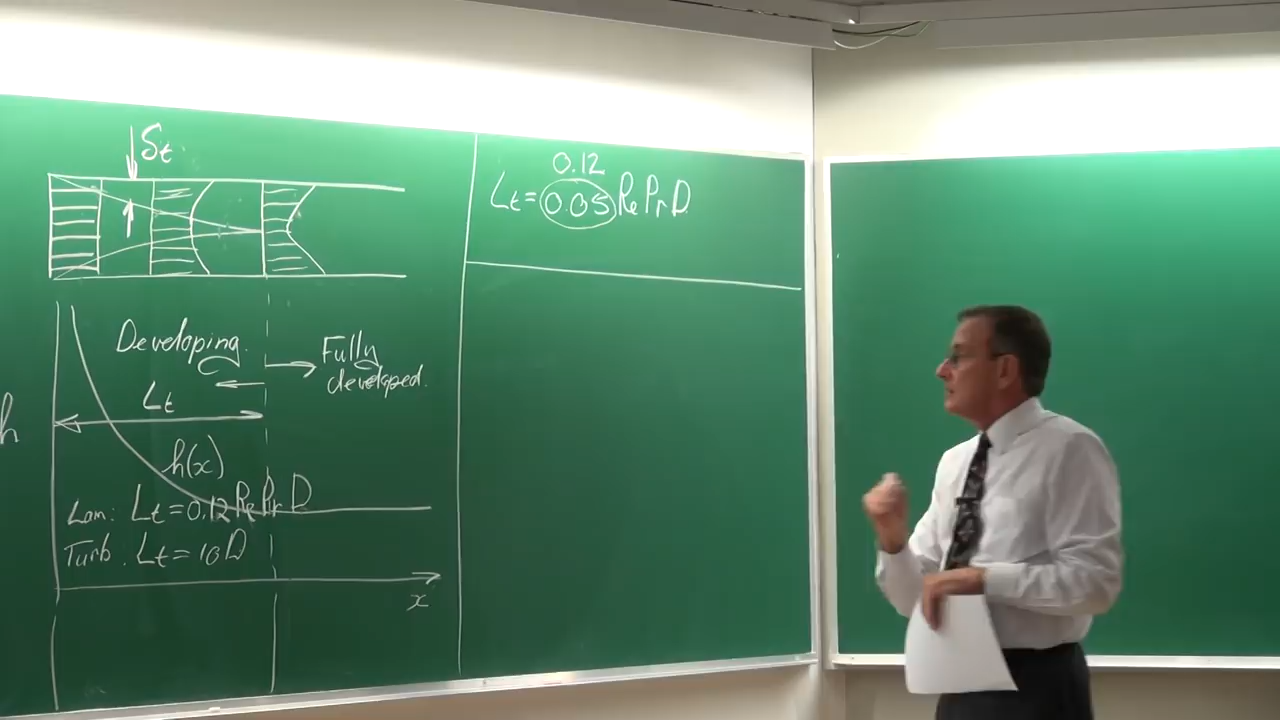 δt
Developing.
Fully
developed.
Lt
h
h(x)
Lam: Lt = 0.12 Re Pr D
Turb: Lt = 10 D
x
0.12
Lt = 0.05 Re Pr D